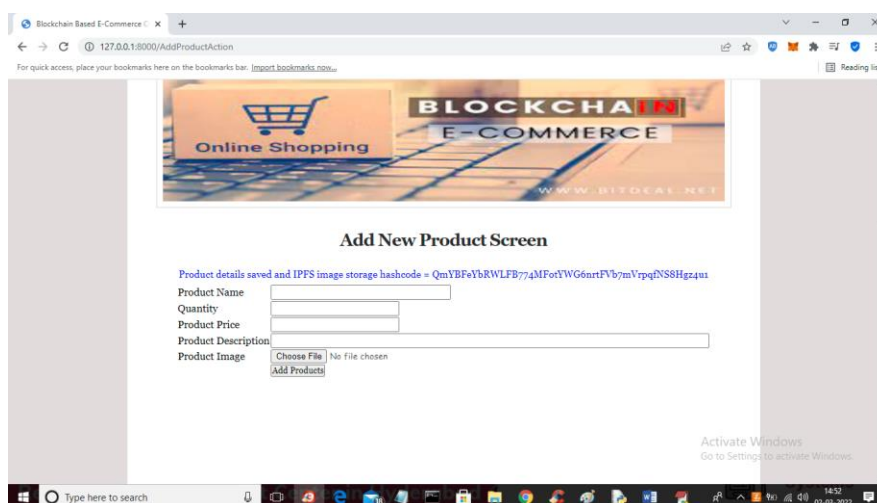 Blockchain Based E-Commerce C
127.0.0.1:8000/AddProductAction
For quick access, place your bookmarks here on the bookmarks bar. Import bookmarks now...
Reading lis
Online Shopping
BLOCKCHAIN
E-COMMERCE
WWW.BITDEAL.NET
Add New Product Screen
Product details saved and IPFS image storage hashcode = QmYBFeYbRWLFB774MFotYWG6nrtFVb7mVrpqfNS8Hgz4u1
Product Name
Quantity
Product Price
Product Description
Product Image Choose File No file chosen
Add Products
Activate Windows
Go to Settings to activate Windows.
Type here to search
14:52